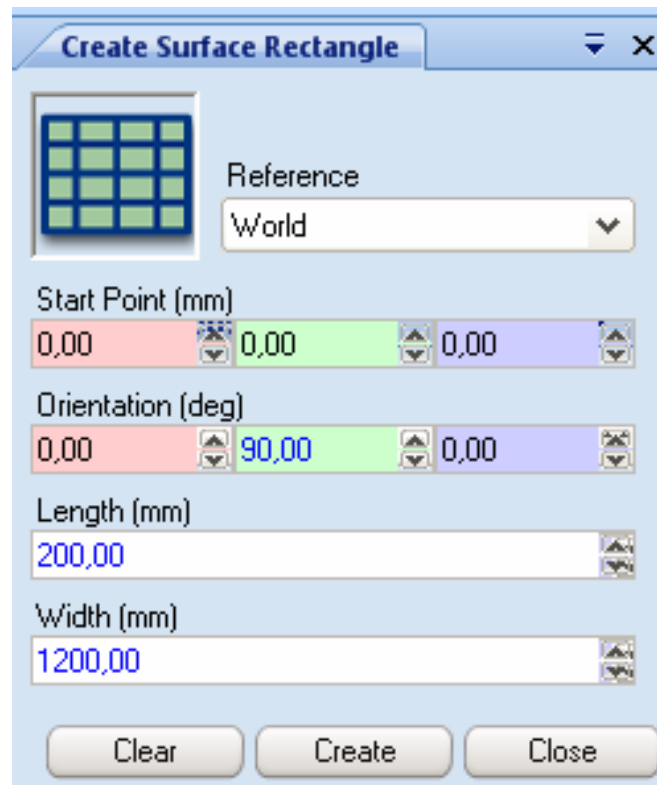 Create Surface Rectangle
Reference
World
Start Point (mm)
0,00 0,00 0,00
Orientation (deg)
0,00 90,00 0,00
Length (mm)
200,00
Width (mm)
1200,00
Clear Create Close